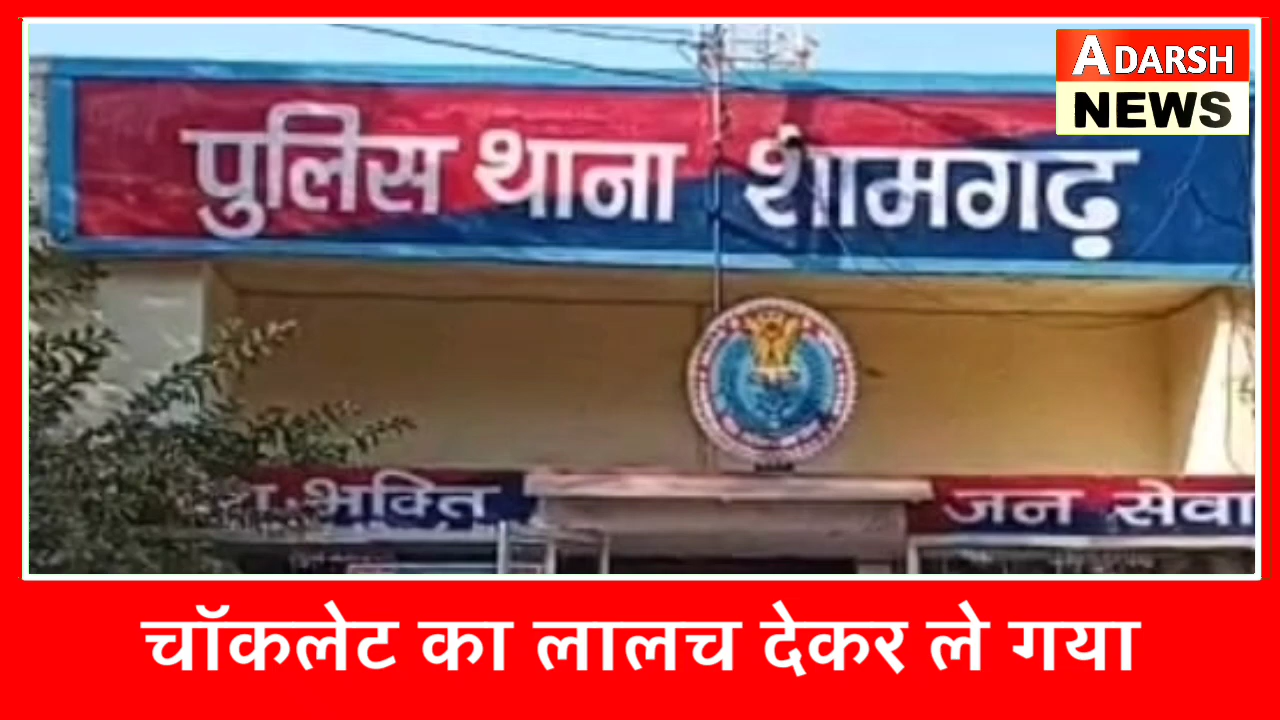 ADARSH
NEWS
पुलिस थाना शामगढ़
भक्ति
जन सेवा
चॉकलेट का लालच देकर ले गया